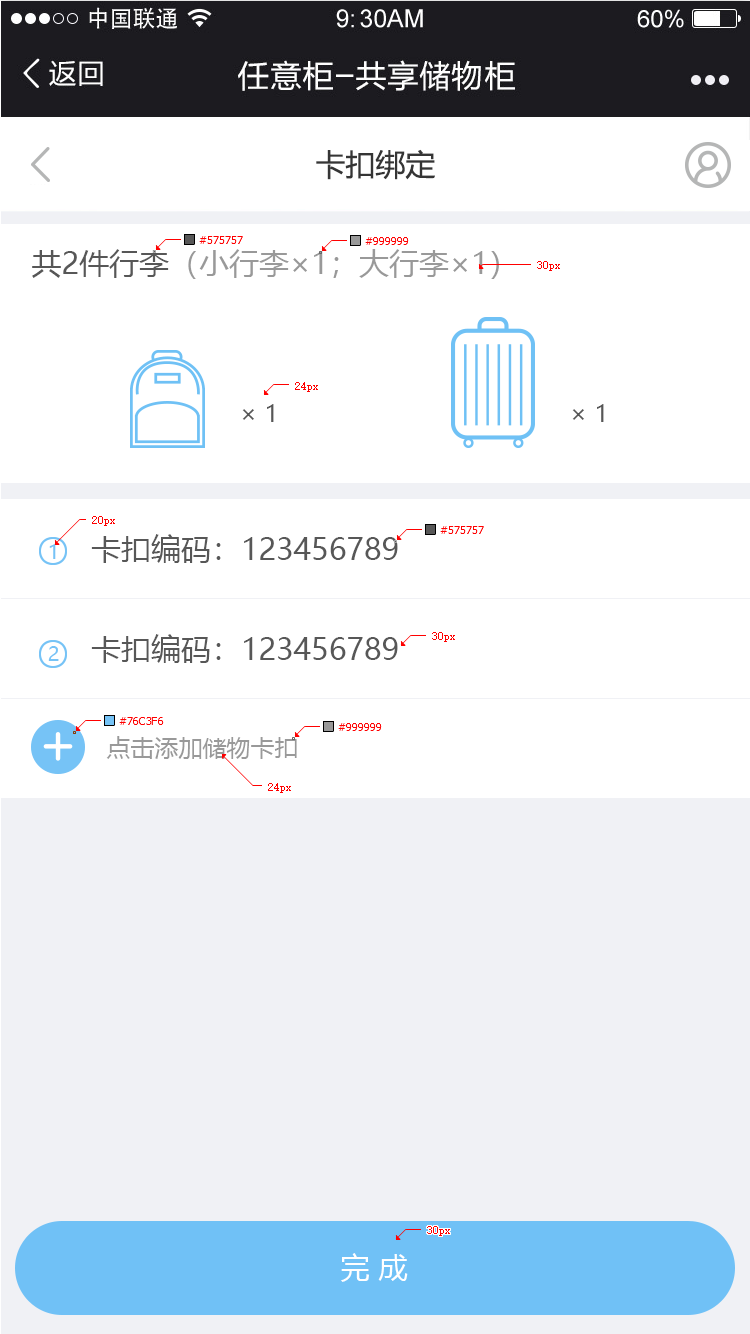 中国联通 9:30AM 60%
返回 任意柜-共享储物柜
卡扣绑定
#575757 #999999
共2件行李（小行李×1；大行李×1） 30px
24px
× 1 × 1
20px
① 卡扣编码：123456789 #575757
② 卡扣编码：123456789 30px
#76C3F6 #999999
点击添加储物卡扣
24px
30px
完 成